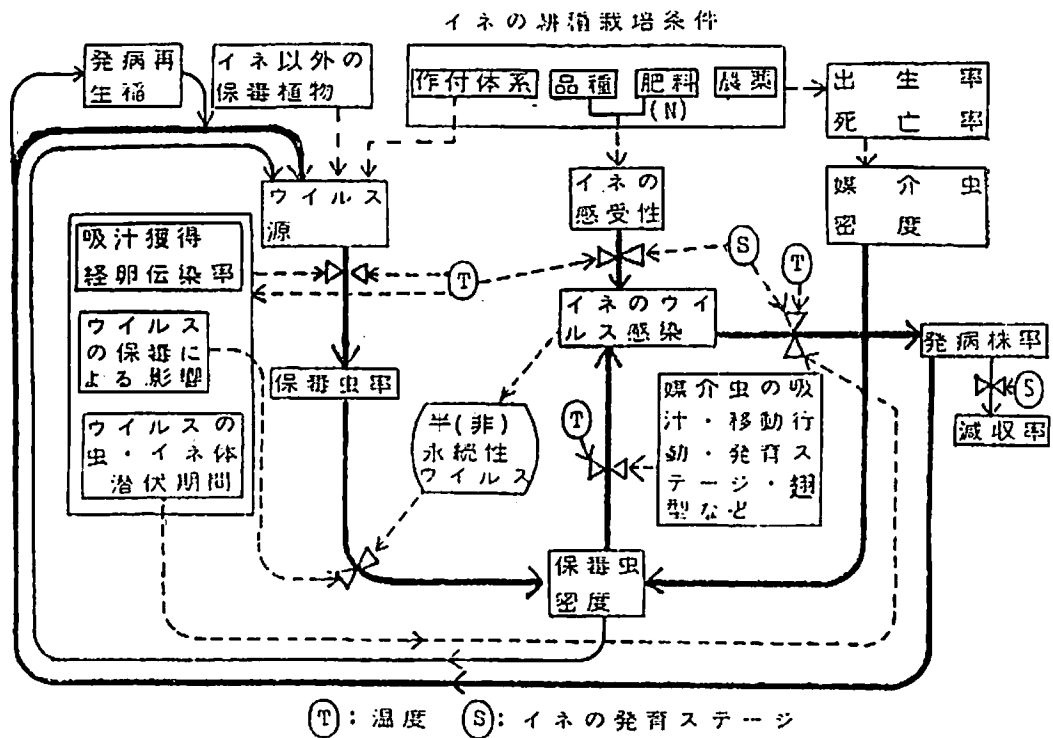 イネの耕種栽培条件
発病再
生稲
イネ以外の
保毒植物
作付体系
品種
肥料
(N)
農薬
出生率
死亡率
ウイルス
源
イネの
感受性
媒介虫
密度
吸汁獲得
経卵伝染率
T
S
T
ウイルス
の保毒に
よる影響
イネのウイ
ルス感染
発病株率
S
減収率
保毒虫率
ウイルスの
虫・イネ体
潜伏期間
半(非)
永続性
ウイルス
T
媒介虫の吸
汁・移動行
動・発育ス
テージ・翅
型など
保毒虫
密度
T:温度 S:イネの発育ステージ